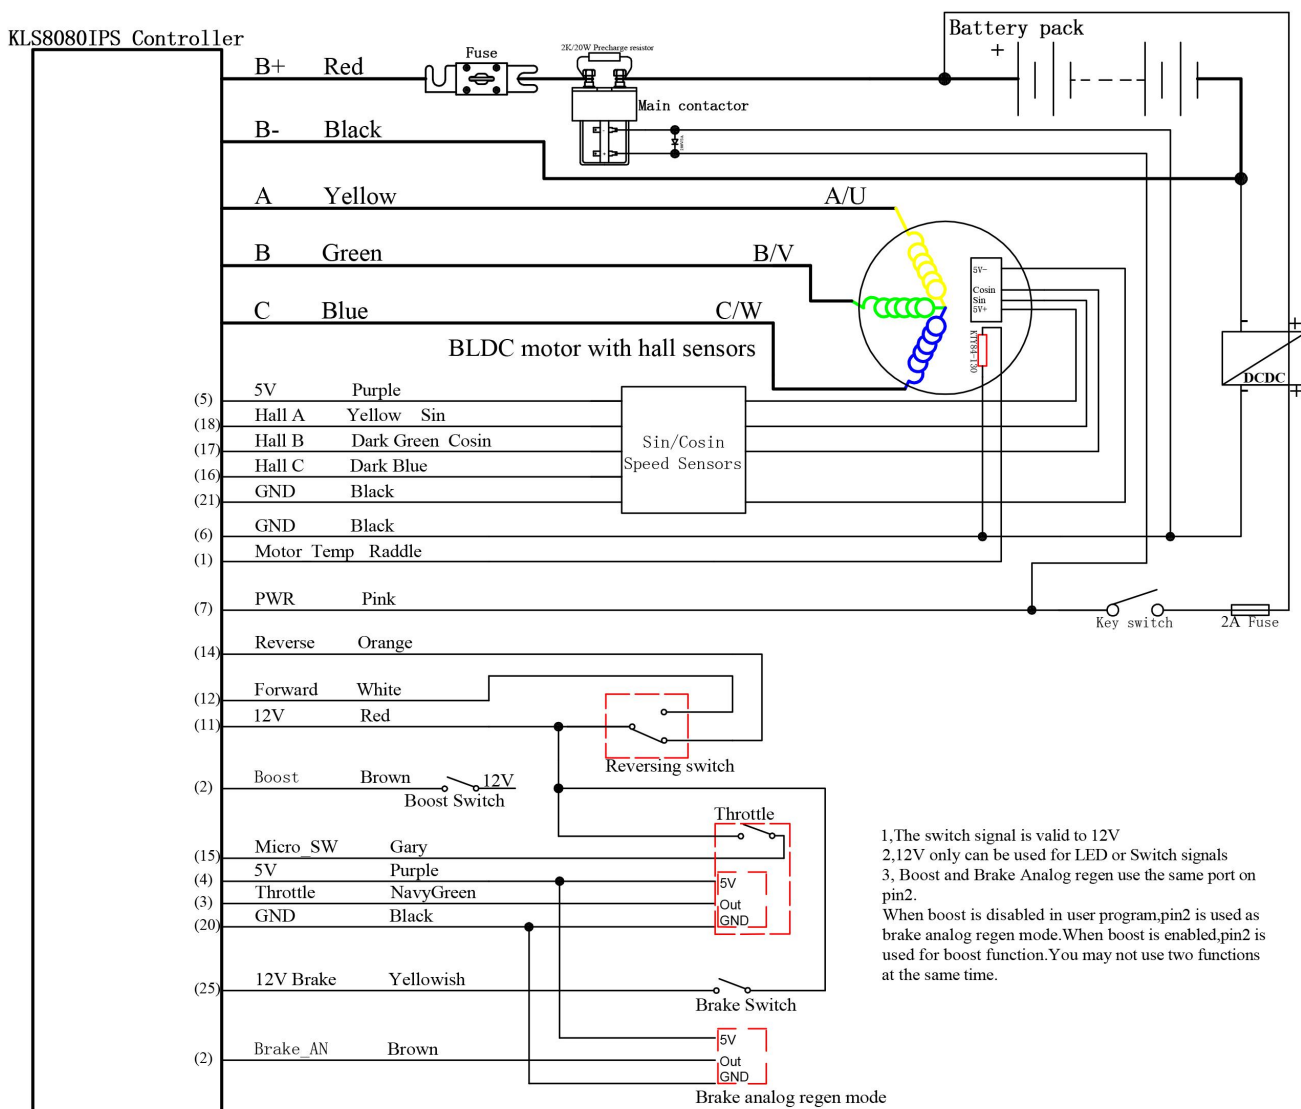 KLS8080IPS Controller
Battery pack
+
2K/20W Precharge resistor
Fuse
B+ Red
Main contactor
B- Black
A Yellow A/U
B Green B/V
C Blue C/W
5V-
Cosin
Sin
5V+
KTY84-150
BLDC motor with hall sensors
- +
DCDC
- +
(5) 5V Purple
(18) Hall A Yellow Sin
(17) Hall B Dark Green Cosin
(16) Hall C Dark Blue
(21) GND Black
Sin/Cosin
Speed Sensors
(6) GND Black
(1) Motor_Temp Raddle
(7) PWR Pink
Key switch
2A Fuse
(14) Reverse Orange
(12) Forward White
(11) 12V Red
Reversing switch
(2) Boost Brown 12V
Boost Switch
Throttle
(15) Micro_SW Gary
(4) 5V Purple
(3) Throttle NavyGreen
(20) GND Black
5V
Out
GND
(25) 12V Brake Yellowish
Brake Switch
(2) Brake_AN Brown
5V
Out
GND
Brake analog regen mode
1,The switch signal is valid to 12V
2,12V only can be used for LED or Switch signals
3, Boost and Brake Analog regen use the same port on
pin2.
When boost is disabled in user program,pin2 is used as
brake analog regen mode.When boost is enabled,pin2 is
used for boost function.You may not use two functions
at the same time.